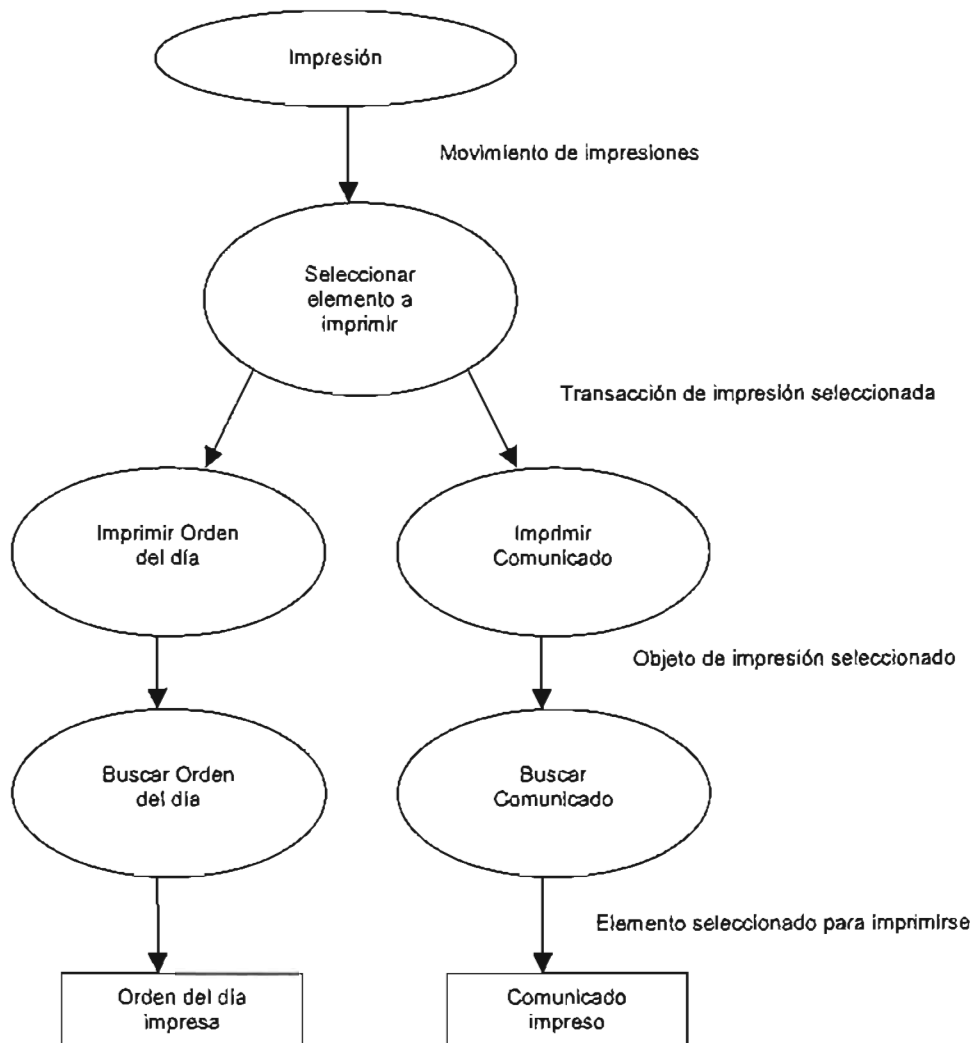 Impresión
Movimiento de impresiones
Seleccionar
elemento a
imprimir
Transacción de impresión seleccionada
Imprimir Orden
del día
Imprimir
Comunicado
Objeto de impresión seleccionado
Buscar Orden
del día
Buscar
Comunicado
Elemento seleccionado para imprimirse
Orden del día
impresa
Comunicado
impreso